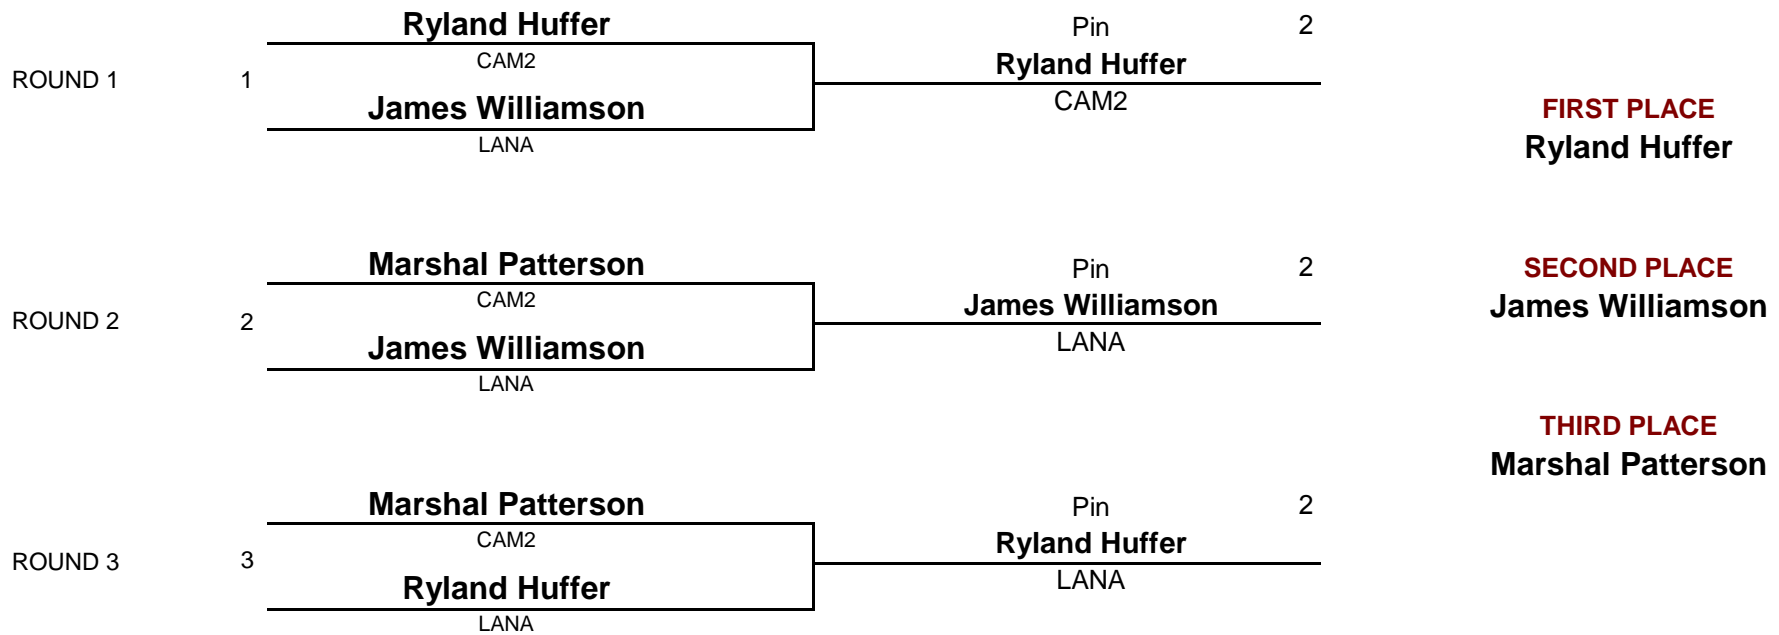 Ryland Huffer
CAM2
ROUND 1
1
James Williamson
LANA
Pin 2
Ryland Huffer
CAM2
FIRST PLACE
Ryland Huffer
Marshal Patterson
CAM2
ROUND 2
2
James Williamson
LANA
Pin 2
James Williamson
LANA
SECOND PLACE
James Williamson
THIRD PLACE
Marshal Patterson
Marshal Patterson
CAM2
ROUND 3
3
Ryland Huffer
LANA
Pin 2
Ryland Huffer
LANA